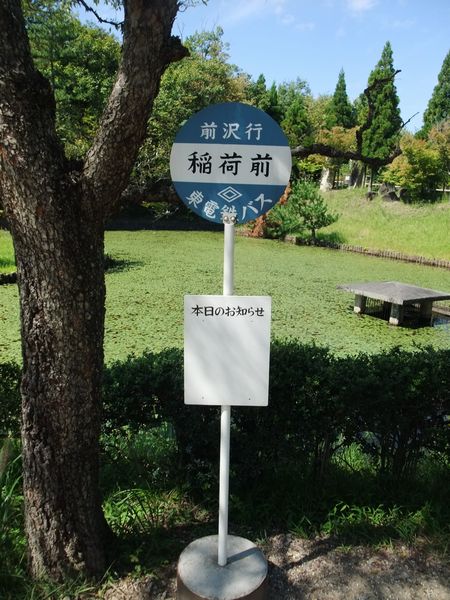 前沢行
稲荷前
東電鉄バス
本日のお知らせ